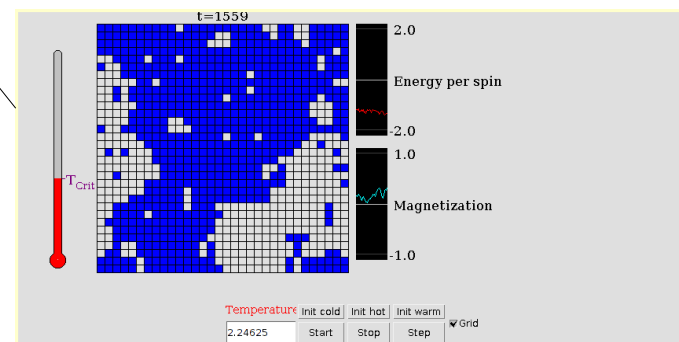 t=1559
2.0
Energy per spin
-2.0
T_Crit
1.0
Magnetization
-1.0
Temperature Init cold Init hot Init warm
2.24625 Start Stop Step Grid